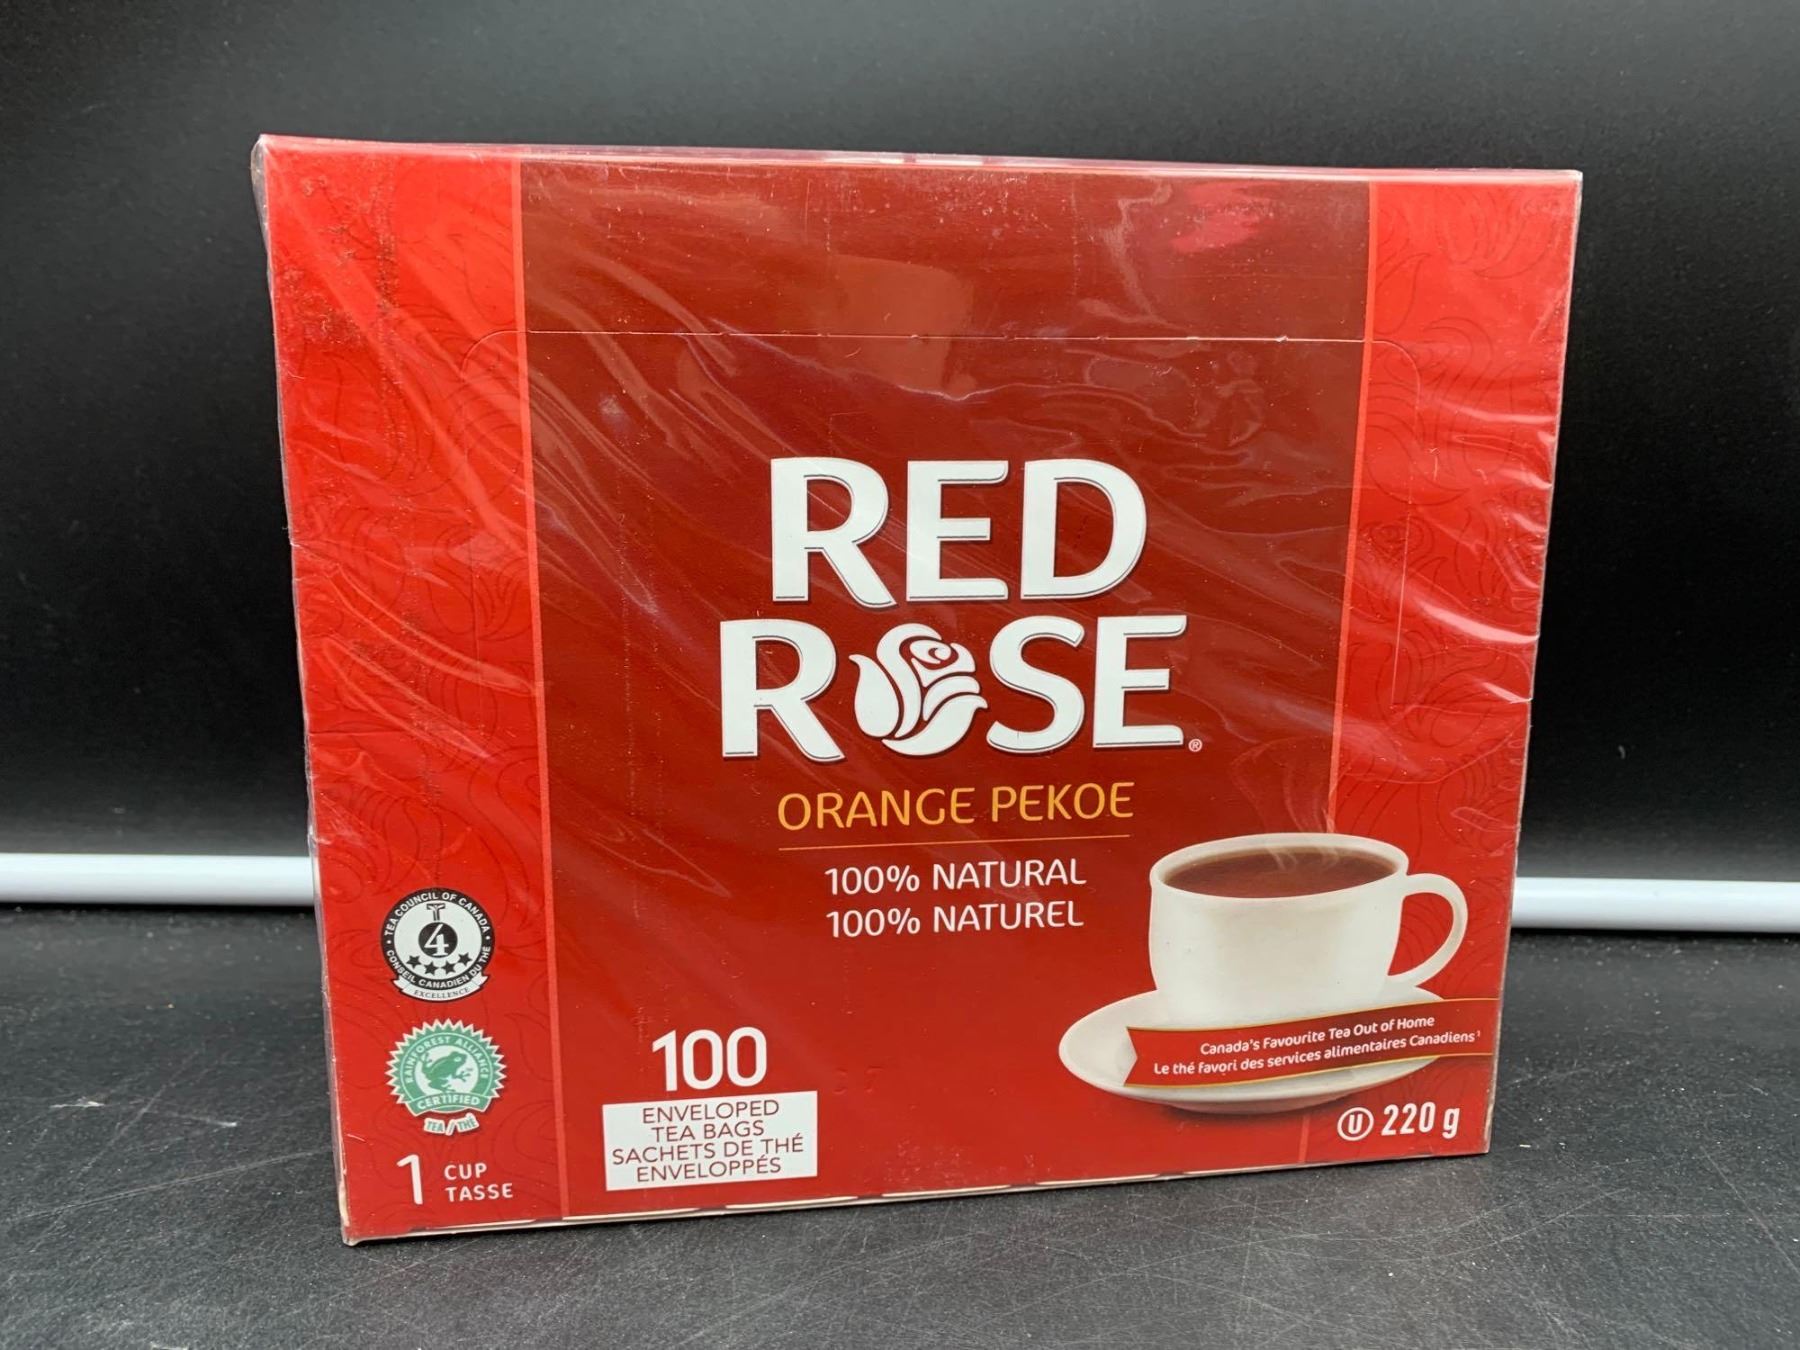 RED
ROSE®
ORANGE PEKOE
100% NATURAL
100% NATUREL
TEA COUNCIL OF CANADA
4
CONSEIL CANADIEN DU THÉ
EXCELLENCE
RAINFOREST ALLIANCE
CERTIFIED
TEA/THÉ
1 CUP
TASSE
100
ENVELOPED
TEA BAGS
SACHETS DE THÉ
ENVELOPPÉS
Canada's Favourite Tea Out of Home
Le thé favori des services alimentaires Canadiens¹
U 220 g